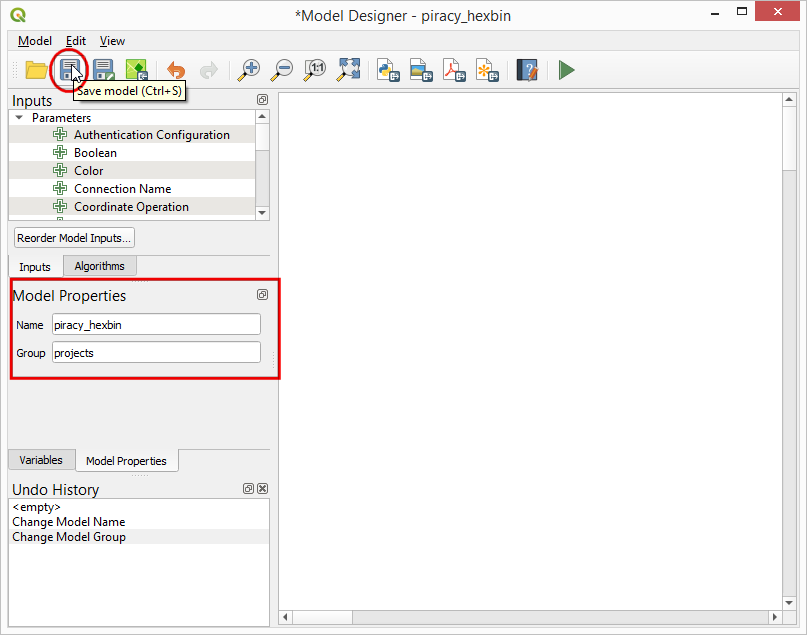 *Model Designer - piracy_hexbin
Model Edit View
1:1
Save model (Ctrl+S)
Inputs
Parameters
Authentication Configuration
Boolean
Color
Connection Name
Coordinate Operation
Reorder Model Inputs...
Inputs Algorithms
Model Properties
Name piracy_hexbin
Group projects
Variables Model Properties
Undo History
<empty>
Change Model Name
Change Model Group